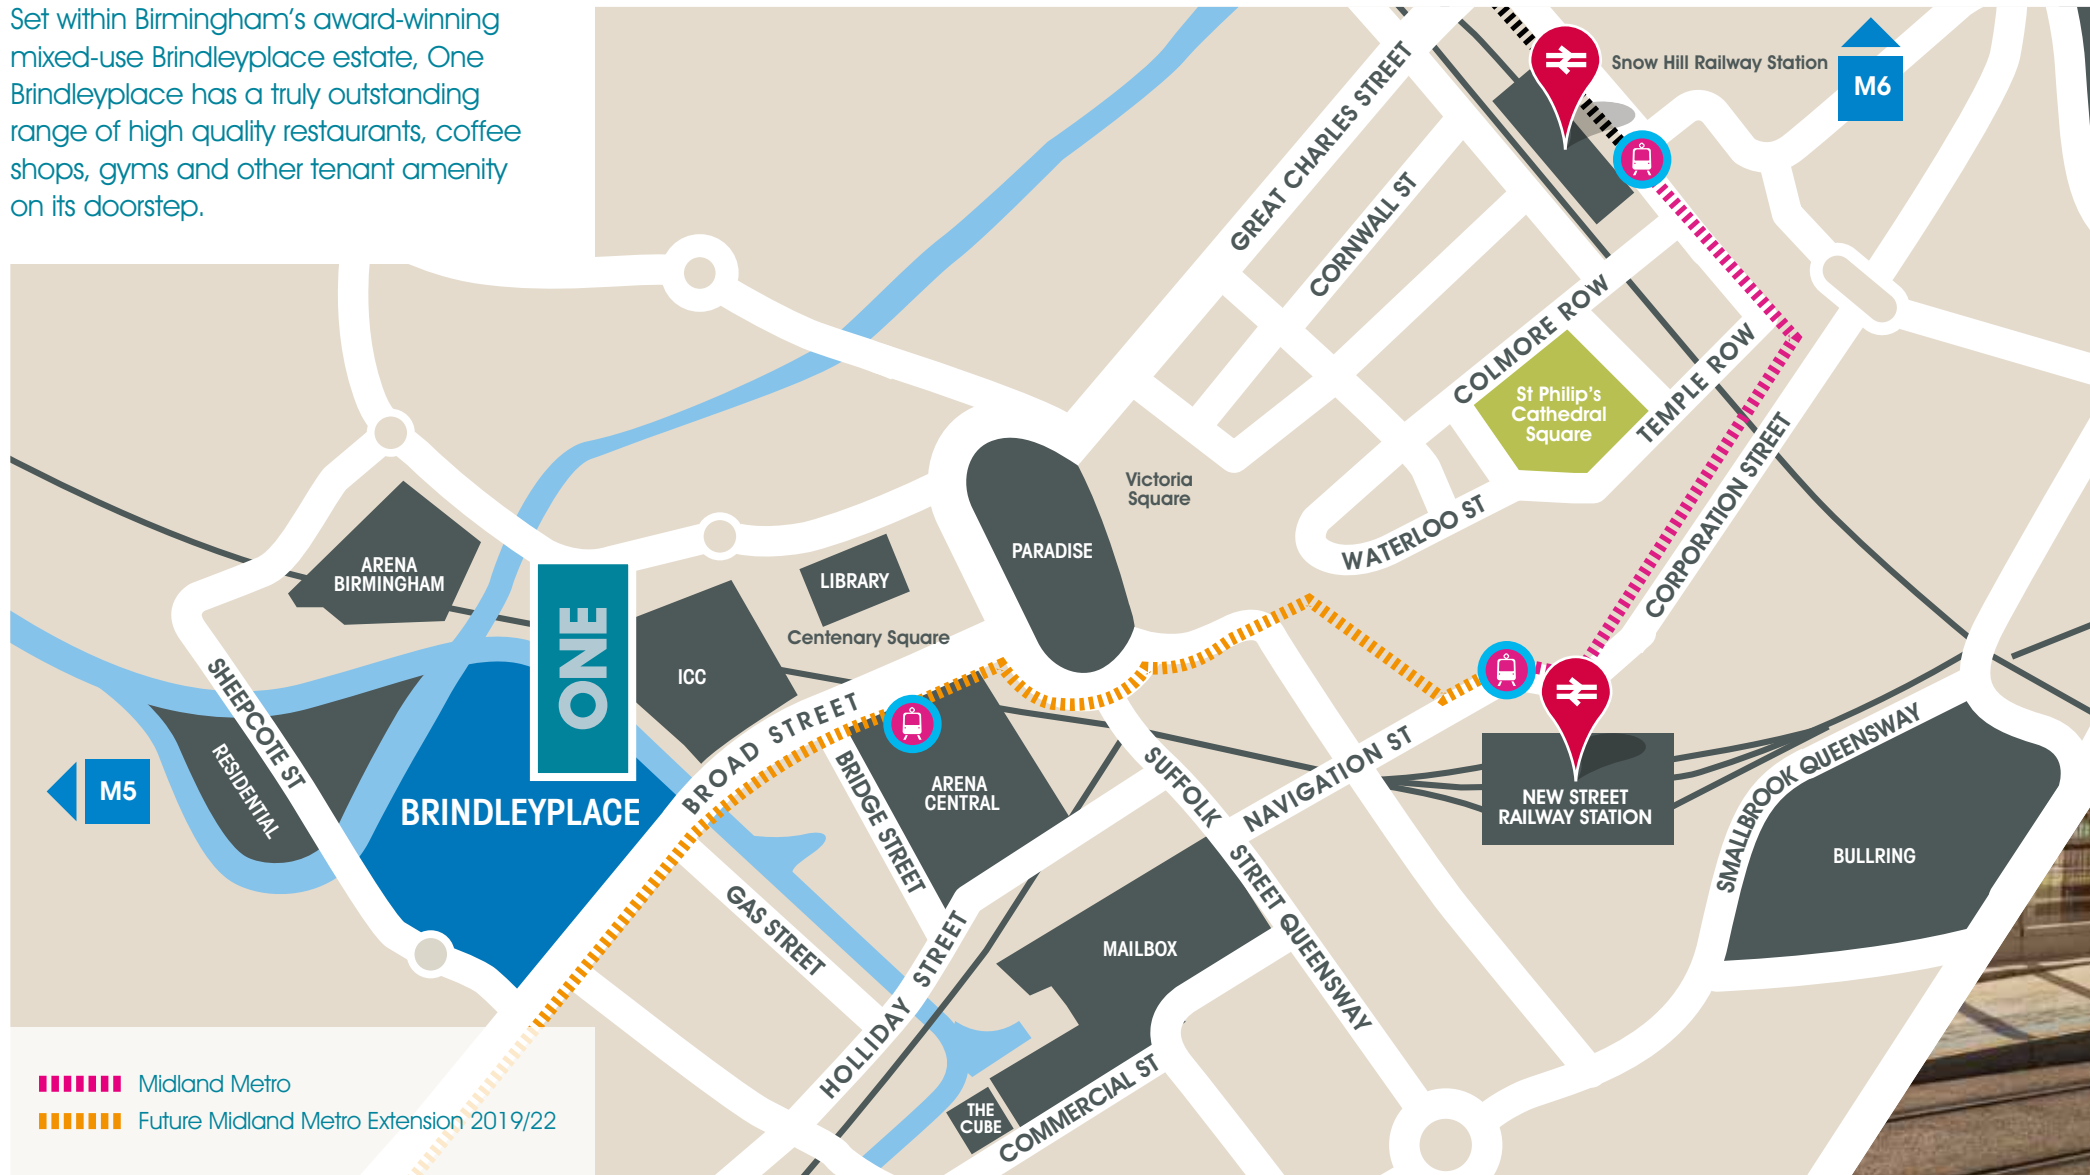 Set within Birmingham's award-winning
mixed-use Brindleyplace estate, One
Brindleyplace has a truly outstanding
range of high quality restaurants, coffee
shops, gyms and other tenant amenity
on its doorstep.
Snow Hill Railway Station
M6
GREAT CHARLES STREET
CORNWALL ST
COLMORE ROW
St Philip's
Cathedral
Square
TEMPLE ROW
CORPORATION STREET
Victoria
Square
WATERLOO ST
PARADISE
LIBRARY
Centenary Square
ARENA
BIRMINGHAM
ONE
ICC
SHEEPCOTE ST
RESIDENTIAL
M5
BRINDLEYPLACE
BROAD STREET
BRIDGE STREET
ARENA
CENTRAL
SUFFOLK STREET QUEENSWAY
NAVIGATION ST
NEW STREET
RAILWAY STATION
SMALLBROOK QUEENSWAY
BULLRING
GAS STREET
HOLLIDAY STREET
MAILBOX
THE
CUBE
COMMERCIAL ST
Midland Metro
Future Midland Metro Extension 2019/22